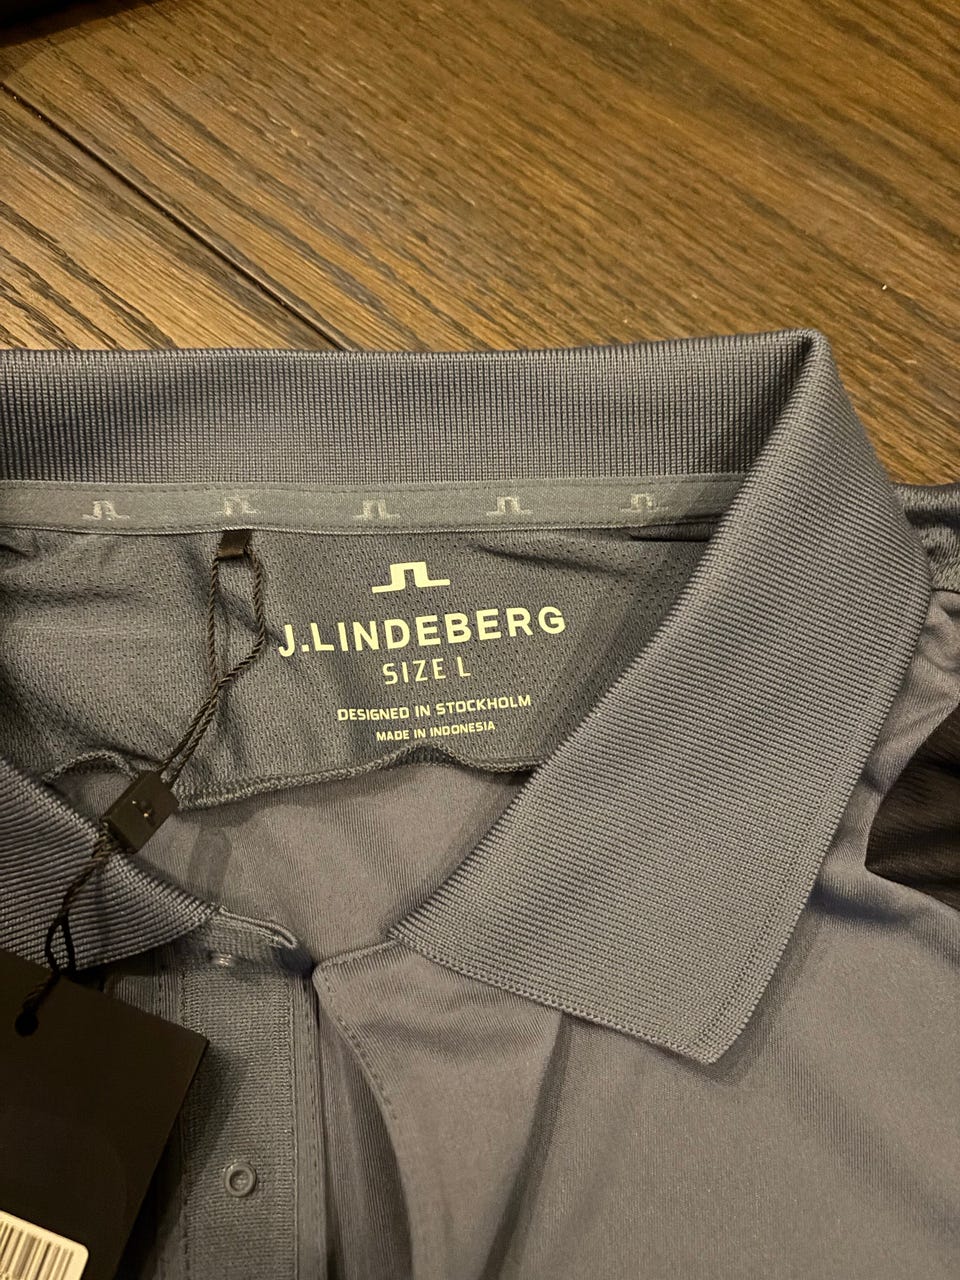 J.LINDEBERG
SIZE L
DESIGNED IN STOCKHOLM
MADE IN INDONESIA